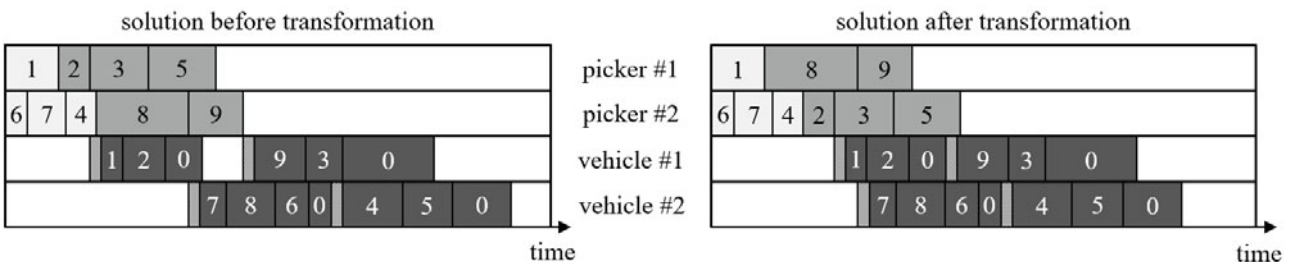 solution before transformation
solution after transformation
1 2 3 5 picker #1 1 8 9
6 7 4 8 9 picker #2 6 7 4 2 3 5
1 2 0 9 3 0 vehicle #1 1 2 0 9 3 0
7 8 6 0 4 5 0 vehicle #2 7 8 6 0 4 5 0
time time